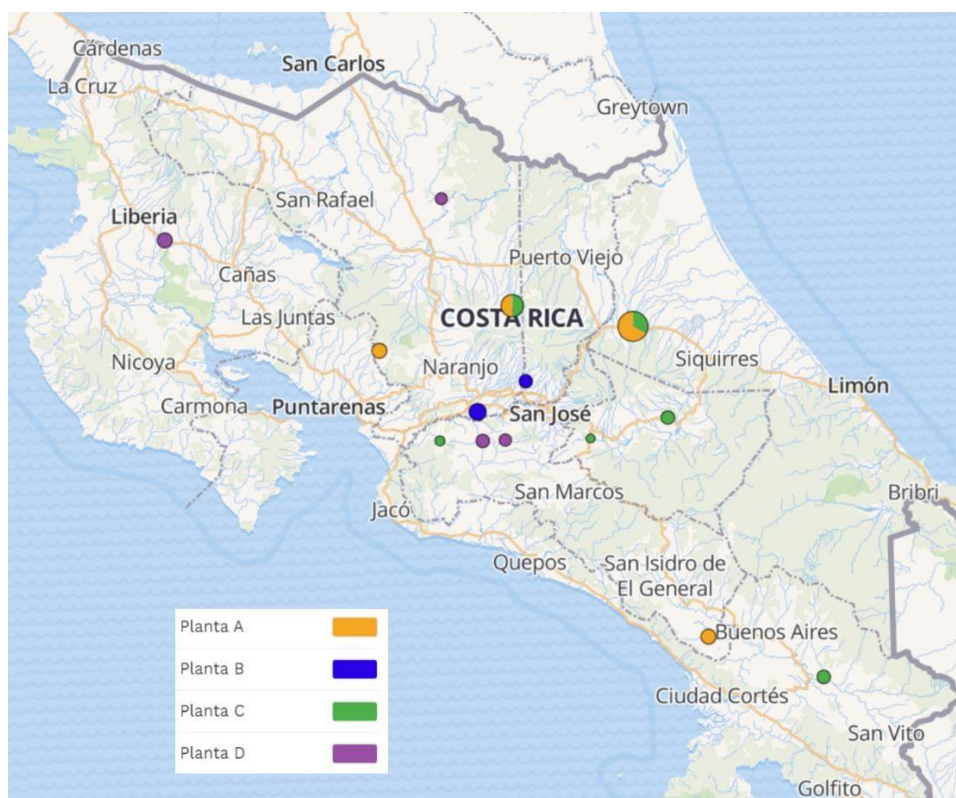 Cárdenas
San Carlos
La Cruz
Greytown
San Rafael
Liberia
Puerto Viejo
Cañas
COSTA RICA
Las Juntas
Siquirres
Nicoya
Naranjo
Limón
Carmona
Puntarenas
San José
Bribri
San Marcos
Jacó
Quepos
San Isidro de
El General
Buenos Aires
Ciudad Cortés
San Vito
Golfito
Planta A
Planta B
Planta C
Planta D